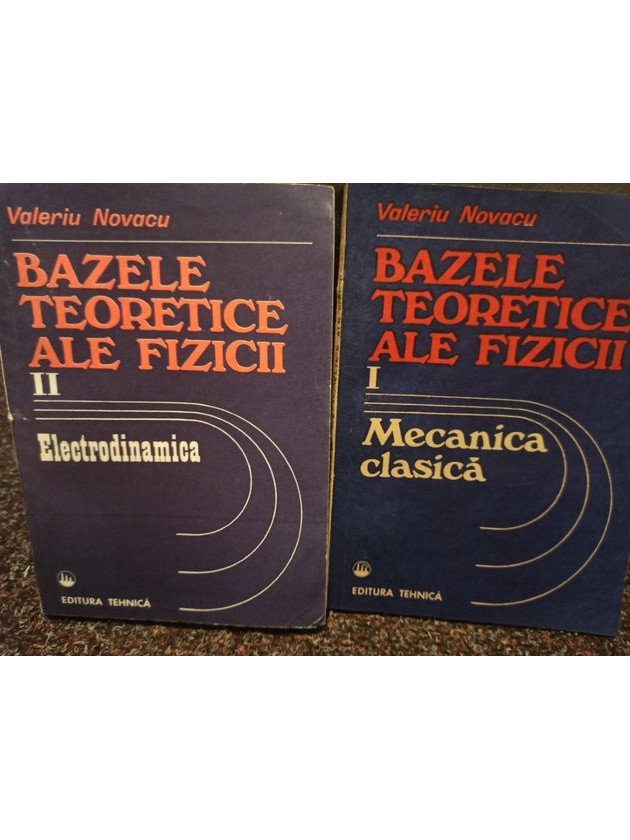 Valeriu Novacu
BAZELE
TEORETICE
ALE FIZICII
II
Electrodinamica
EDITURA TEHNICĂ
Valeriu Novacu
BAZELE
TEORETICE
ALE FIZICII
I
Mecanica
clasică
EDITURA TEHNICĂ